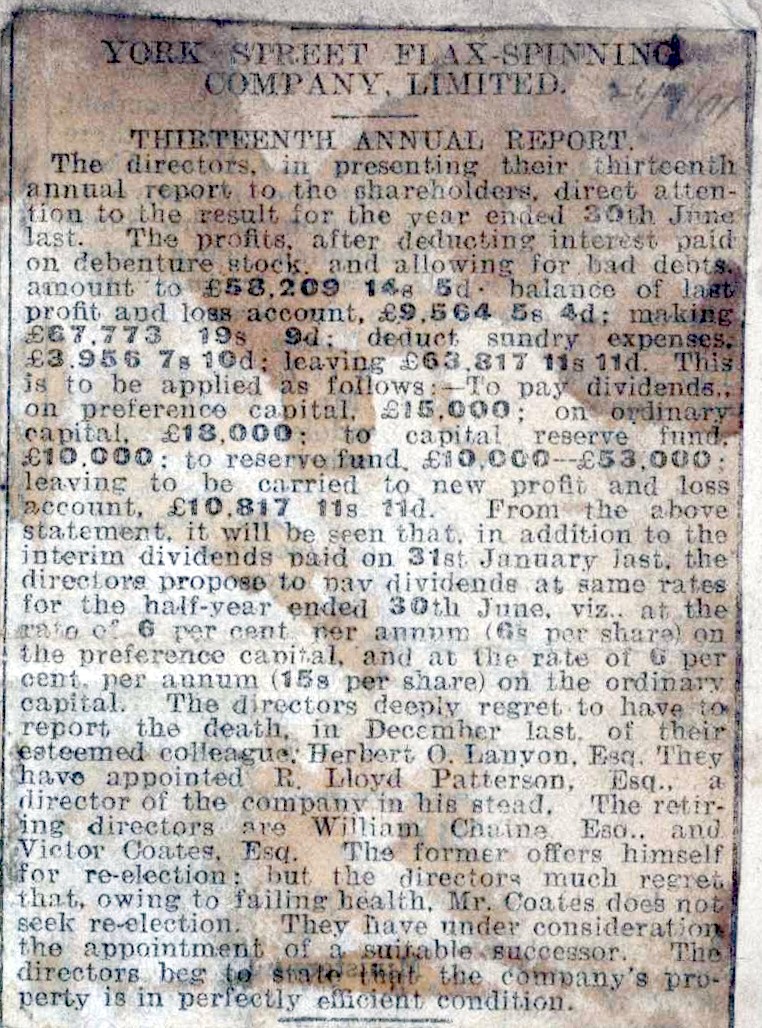 YORK STREET FLAX-SPINNING
COMPANY, LIMITED.
THIRTEENTH ANNUAL REPORT.
The directors, in presenting their thirteenth
annual report to the shareholders, direct atten-
tion to the result for the year ended 30th June
last. The profits, after deducting interest paid
on debenture stock, and allowing for bad debts,
amount to £58,209 14s 5d; balance of last
profit and loss account, £9,564 5s 4d; making
£67,773 19s 9d; deduct sundry expenses,
£3,956 7s 10d; leaving £63,817 11s 11d. This
is to be applied as follows:—To pay dividends,
on preference capital, £15,000; on ordinary
capital, £18,000; to capital reserve fund,
£10,000; to reserve fund, £10,000—£53,000;
leaving to be carried to new profit and loss
account, £10,817 11s 11d. From the above
statement, it will be seen that, in addition to the
interim dividends paid on 31st January last, the
directors propose to pay dividends at same rates
for the half-year ended 30th June, viz., at the
rate of 6 per cent. per annum (6s per share) on
the preference capital, and at the rate of 6 per
cent. per annum (15s per share) on the ordinary
capital. The directors deeply regret to have to
report the death, in December last, of their
esteemed colleague, Herbert O. Lanyon, Esq. They
have appointed R. Lloyd Patterson, Esq., a
director of the company in his stead. The retir-
ing directors are William Chaine, Esq., and
Victor Coates, Esq. The former offers himself
for re-election; but the directors much regret
that, owing to failing health, Mr. Coates does not
seek re-election. They have under consideration
the appointment of a suitable successor. The
directors beg to state that the company's pro-
perty is in perfectly efficient condition.